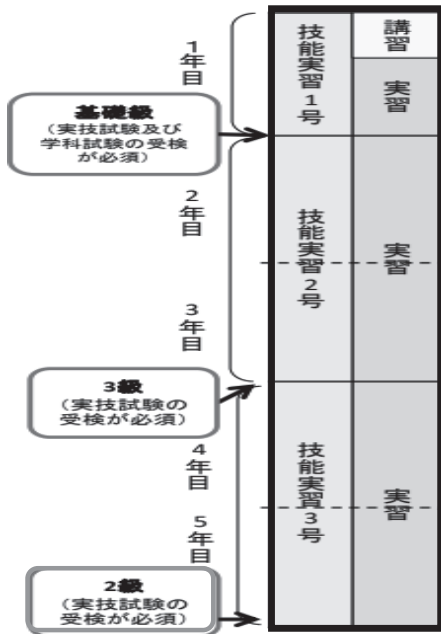 1年目
技能実習1号
講習
実習
基礎級
(実技試験及び
学科試験の受検
が必須)
2年目
技能実習2号
実習
3年目
3級
(実技試験の
受検が必須)
4年目
技能実習3号
実習
5年目
2級
(実技試験の
受検が必須)